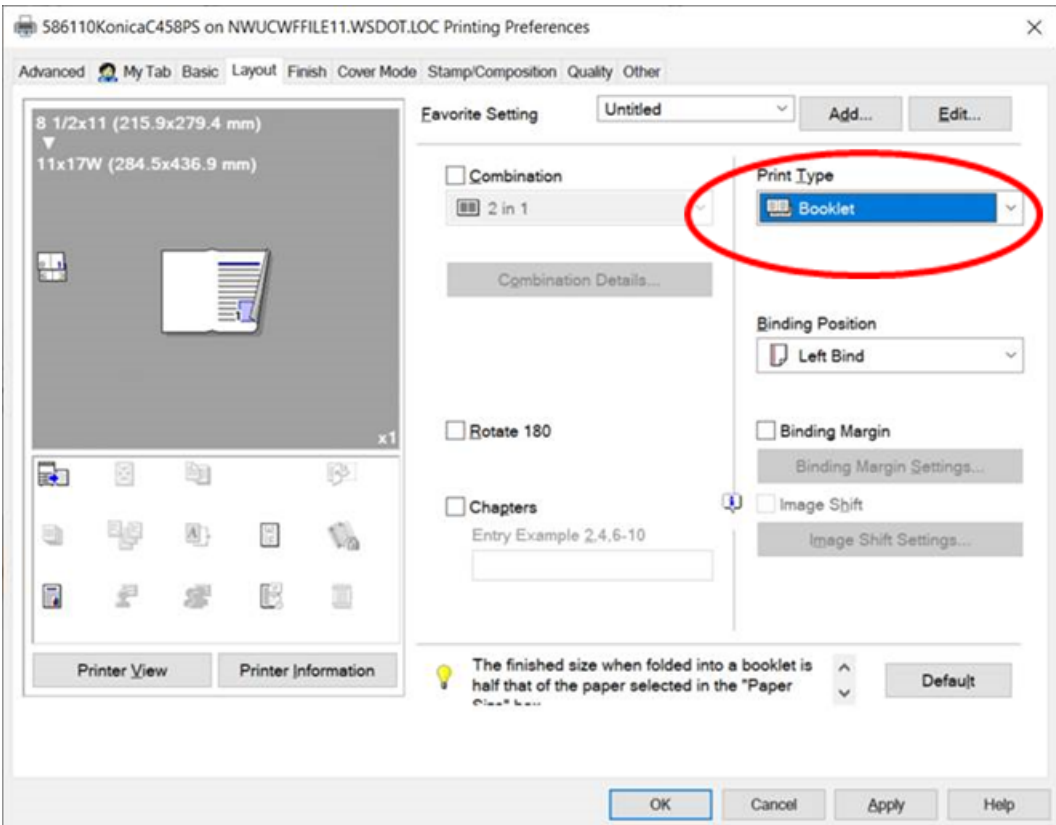 586110KonicaC458PS on NWUCWFFILE11.WSDOT.LOC Printing Preferences
Advanced My Tab Basic Layout Finish Cover Mode Stamp/Composition Quality Other
8 1/2x11 (215.9x279.4 mm)
11x17W (284.5x436.9 mm)
x1
Printer View Printer Information
Favorite Setting Untitled Add... Edit...
Combination
2 in 1
Combination Details...
Print Type
Booklet
Binding Position
Left Bind
Rotate 180
Binding Margin
Binding Margin Settings...
Chapters
Entry Example 2,4,6-10
Image Shift
Image Shift Settings...
The finished size when folded into a booklet is
half that of the paper selected in the "Paper
Size" box.
Default
OK Cancel Apply Help